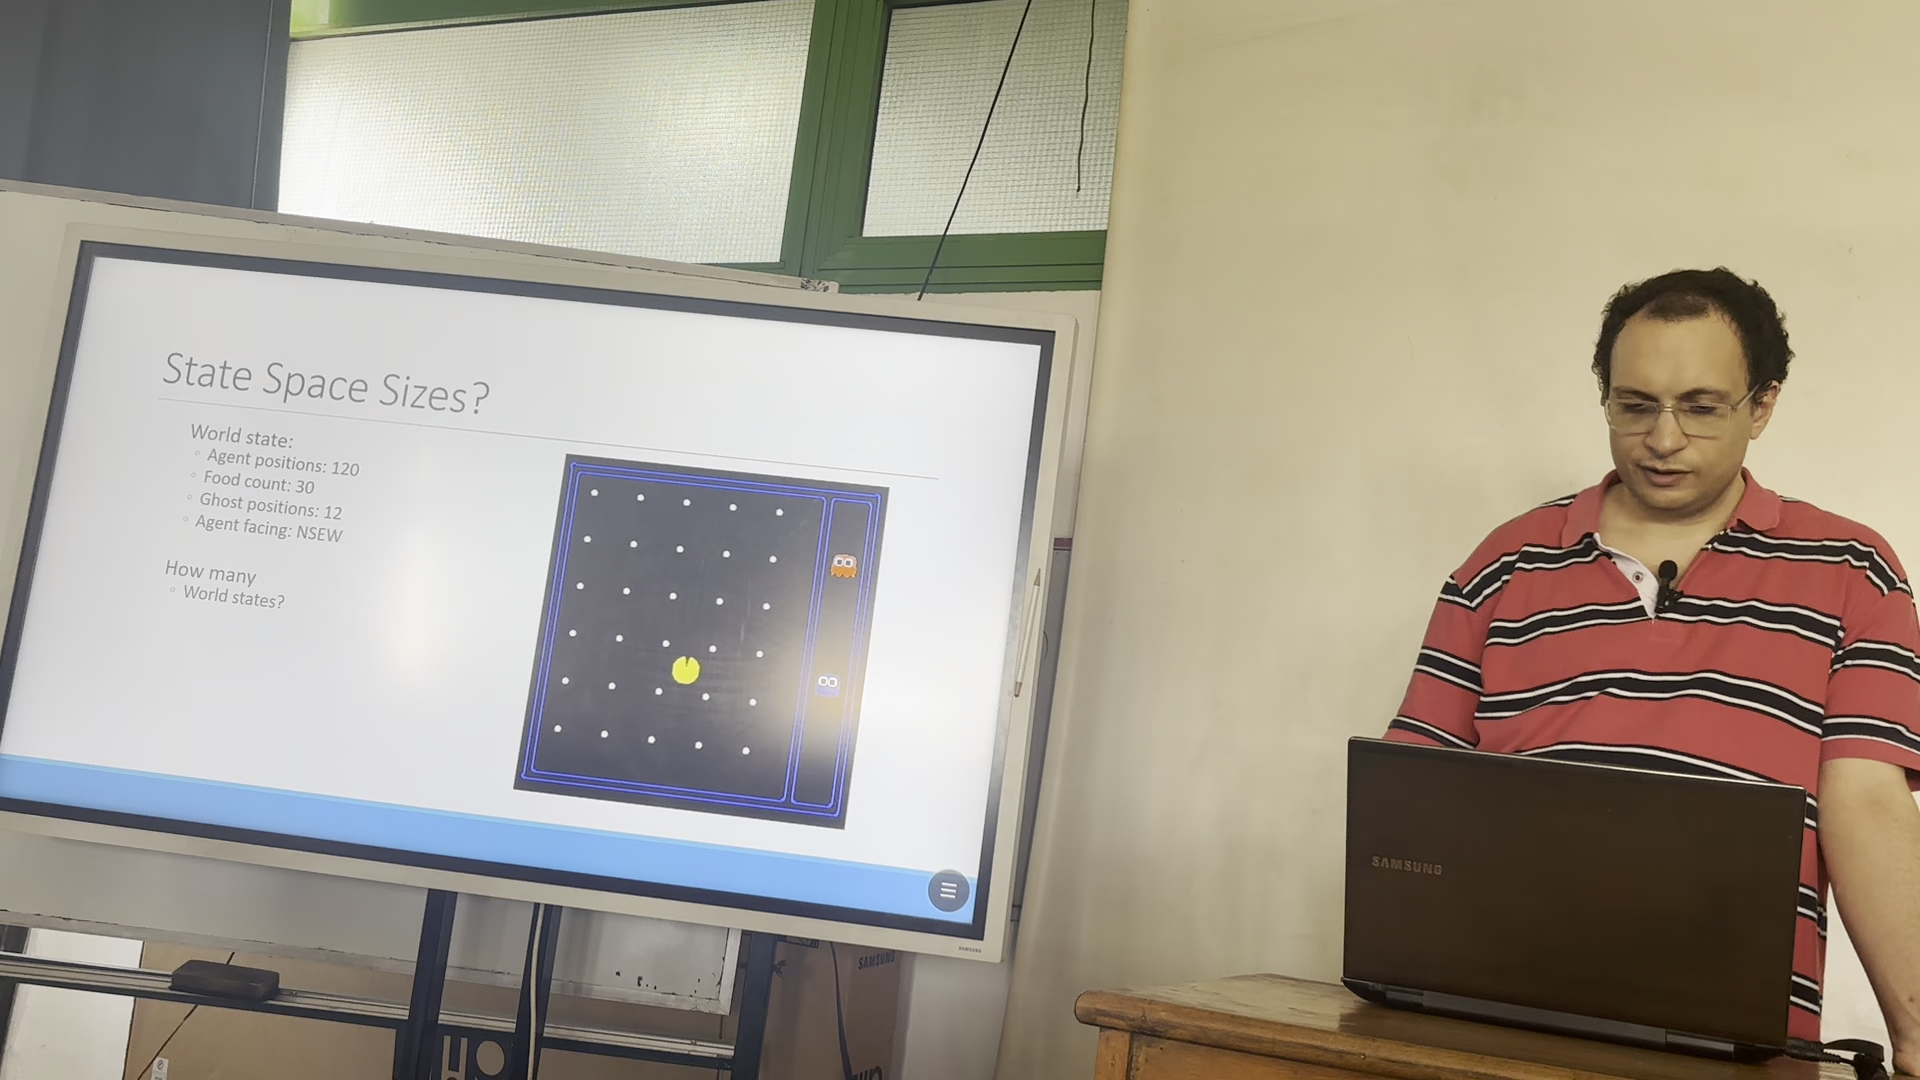 State Space Sizes?
World state:
◦ Agent positions: 120
◦ Food count: 30
◦ Ghost positions: 12
◦ Agent facing: NSEW
How many
◦ World states?
SAMSUNG
SAMSUNG
SAMSUNG